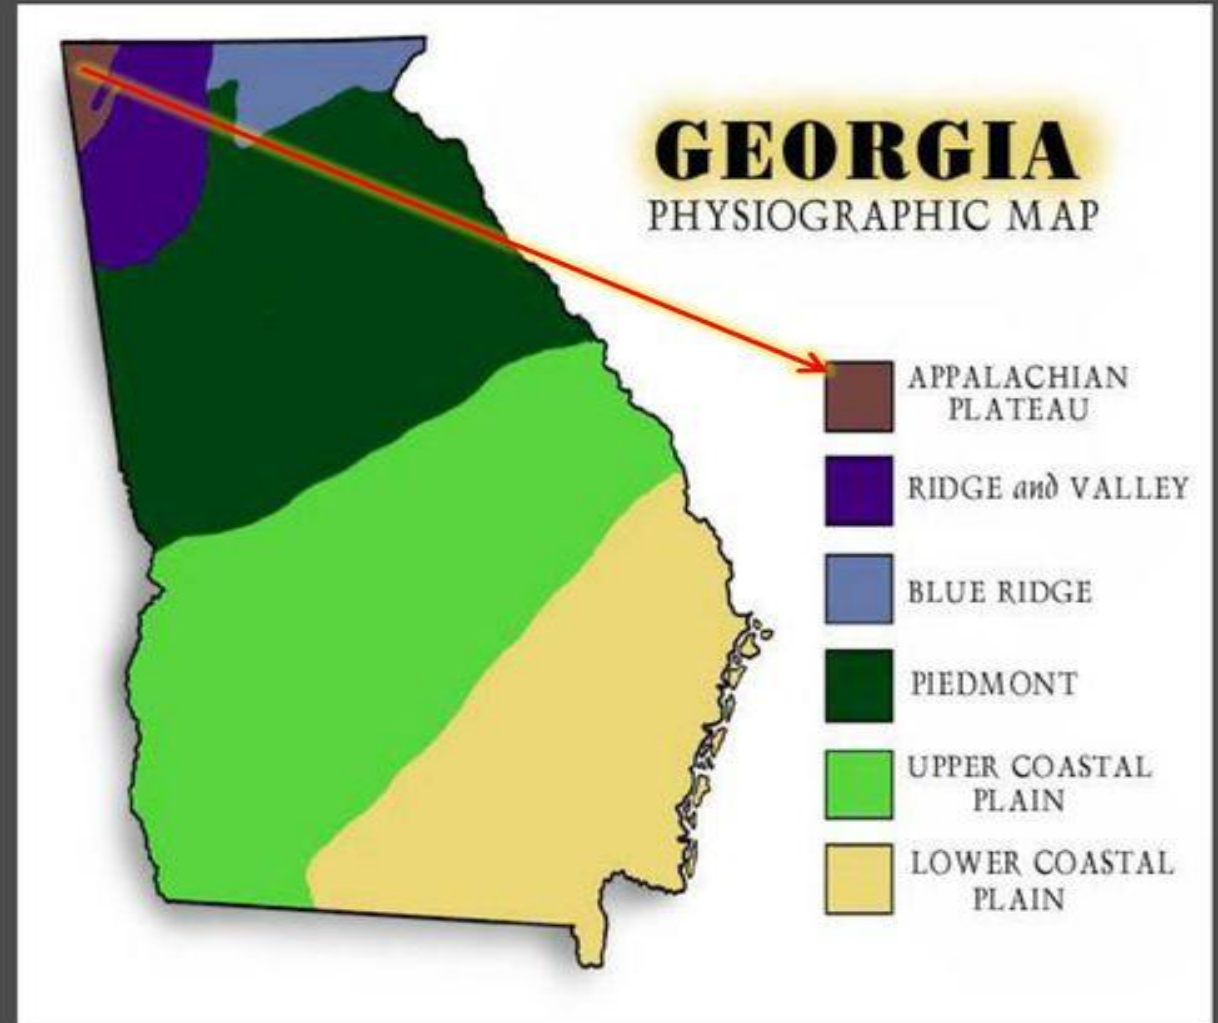 GEORGIA
PHYSIOGRAPHIC MAP
APPALACHIAN
PLATEAU
RIDGE and VALLEY
BLUE RIDGE
PIEDMONT
UPPER COASTAL
PLAIN
LOWER COASTAL
PLAIN